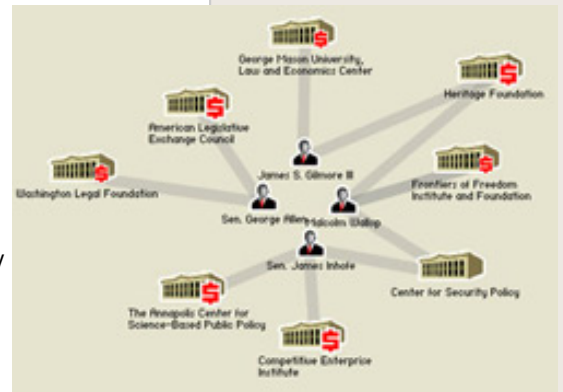 George Mason University,
Law and Economics Center
Heritage Foundation
American Legislative
Exchange Council
James S. Gilmore III
Frontiers of Freedom
Institute and Foundation
Washington Legal Foundation
Sen. George Allen
Malcolm Wallop
Sen. James Inhofe
Center for Security Policy
The Annapolis Center for
Science-Based Public Policy
Competitive Enterprise
Institute